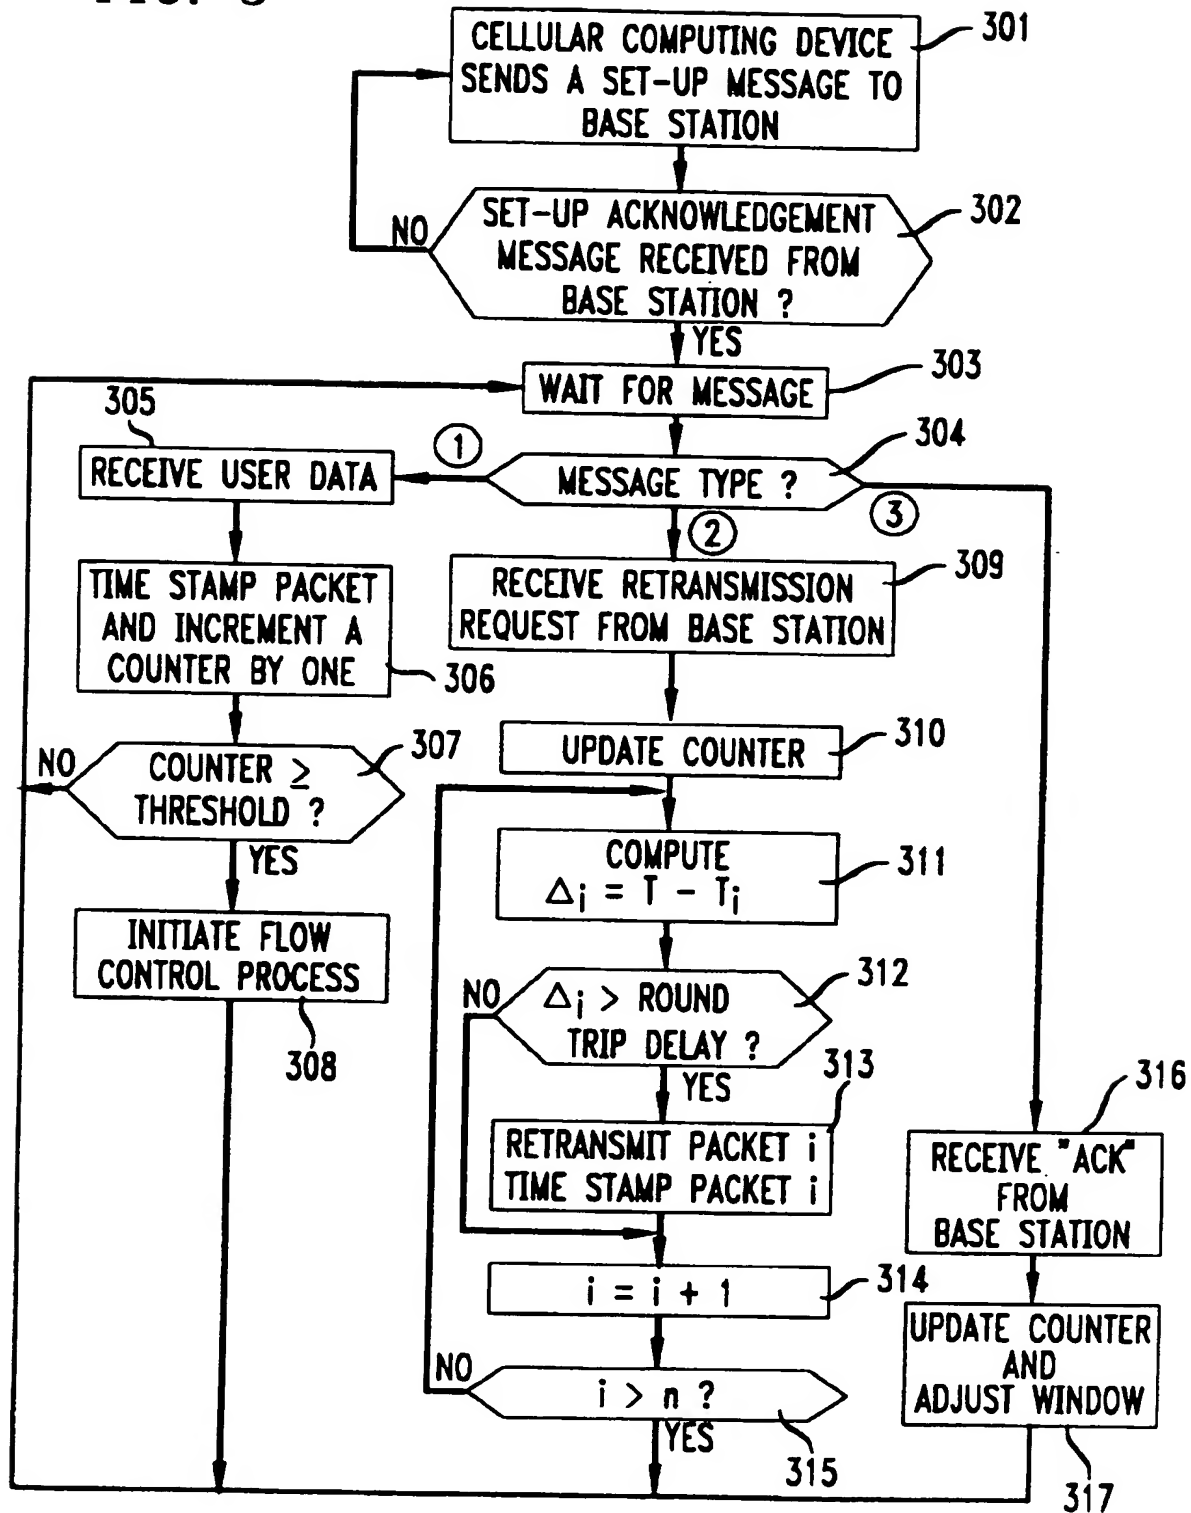 301
CELLULAR COMPUTING DEVICE
SENDS A SET-UP MESSAGE TO
BASE STATION
302
SET-UP ACKNOWLEDGEMENT
MESSAGE RECEIVED FROM
BASE STATION ?
NO
YES
303
WAIT FOR MESSAGE
304
MESSAGE TYPE ?
1
2
3
305
RECEIVE USER DATA
TIME STAMP PACKET
AND INCREMENT A
COUNTER BY ONE
306
307
COUNTER ≥
THRESHOLD ?
NO
YES
INITIATE FLOW
CONTROL PROCESS
308
309
RECEIVE RETRANSMISSION
REQUEST FROM BASE STATION
310
UPDATE COUNTER
311
COMPUTE
Δi = T - Ti
312
Δi > ROUND
TRIP DELAY ?
NO
YES
313
RETRANSMIT PACKET i
TIME STAMP PACKET i
314
i = i + 1
i > n ?
NO
YES
315
316
RECEIVE "ACK"
FROM
BASE STATION
UPDATE COUNTER
AND
ADJUST WINDOW
317